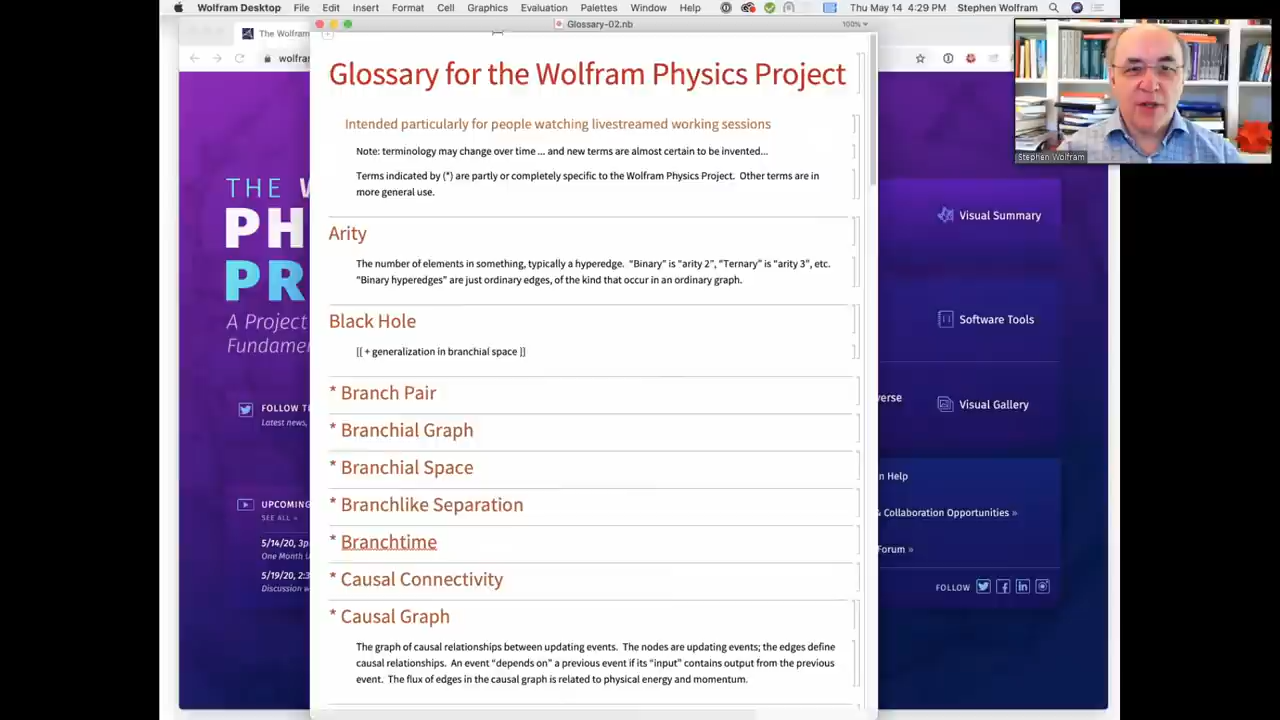 Wolfram Desktop File Edit Insert Format Cell Graphics Evaluation Palettes Window Help Thu May 14 4:29 PM Stephen Wolfram
Glossary-02.nb 100%
The Wolfram
wolfra
Glossary for the Wolfram Physics Project
Intended particularly for people watching livestreamed working sessions
Note: terminology may change over time ... and new terms are almost certain to be invented...
Terms indicated by (*) are partly or completely specific to the Wolfram Physics Project. Other terms are in
more general use.
Arity
The number of elements in something, typically a hyperedge. “Binary” is “arity 2”, “Ternary” is “arity 3”, etc.
“Binary hyperedges” are just ordinary edges, of the kind that occur in an ordinary graph.
Black Hole
[[ + generalization in branchial space ]]
* Branch Pair
* Branchial Graph
* Branchial Space
* Branchlike Separation
* Branchtime
* Causal Connectivity
* Causal Graph
The graph of causal relationships between updating events. The nodes are updating events; the edges define
causal relationships. An event “depends on” a previous event if its “input” contains output from the previous
event. The flux of edges in the causal graph is related to physical energy and momentum.
THE W
PH
PR
A Project
Fundame
FOLLOW T
Latest news,
UPCOMING
SEE ALL »
5/14/20, 3p
One Month U
5/19/20, 2:3
Discussion w
Visual Summary
Software Tools
erse
Visual Gallery
n Help
& Collaboration Opportunities »
Forum »
FOLLOW
Stephen Wolfram